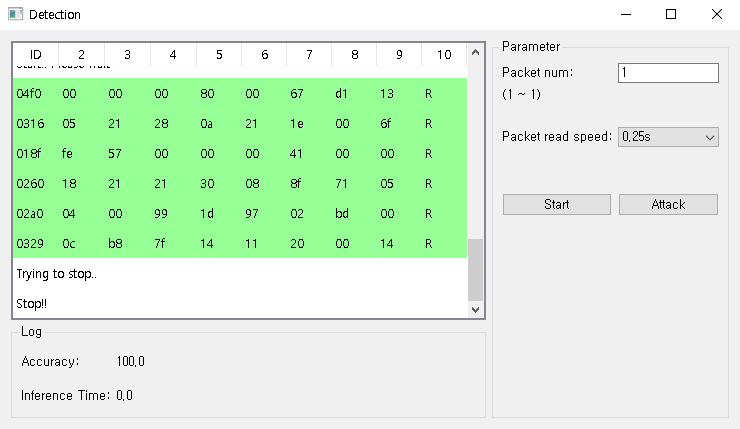 Detection
ID 2 3 4 5 6 7 8 9 10
04f0 00 00 00 80 00 67 d1 13 R
0316 05 21 28 0a 21 1e 00 6f R
018f fe 57 00 00 00 41 00 00 R
0260 18 21 21 30 08 8f 71 05 R
02a0 04 00 99 1d 97 02 bd 00 R
0329 0c b8 7f 14 11 20 00 14 R
Trying to stop..
Stop!!
Log
Accuracy: 100.0
Inference Time: 0.0
Parameter
Packet num: 1
(1 ~ 1)
Packet read speed: 0.25s
Start Attack